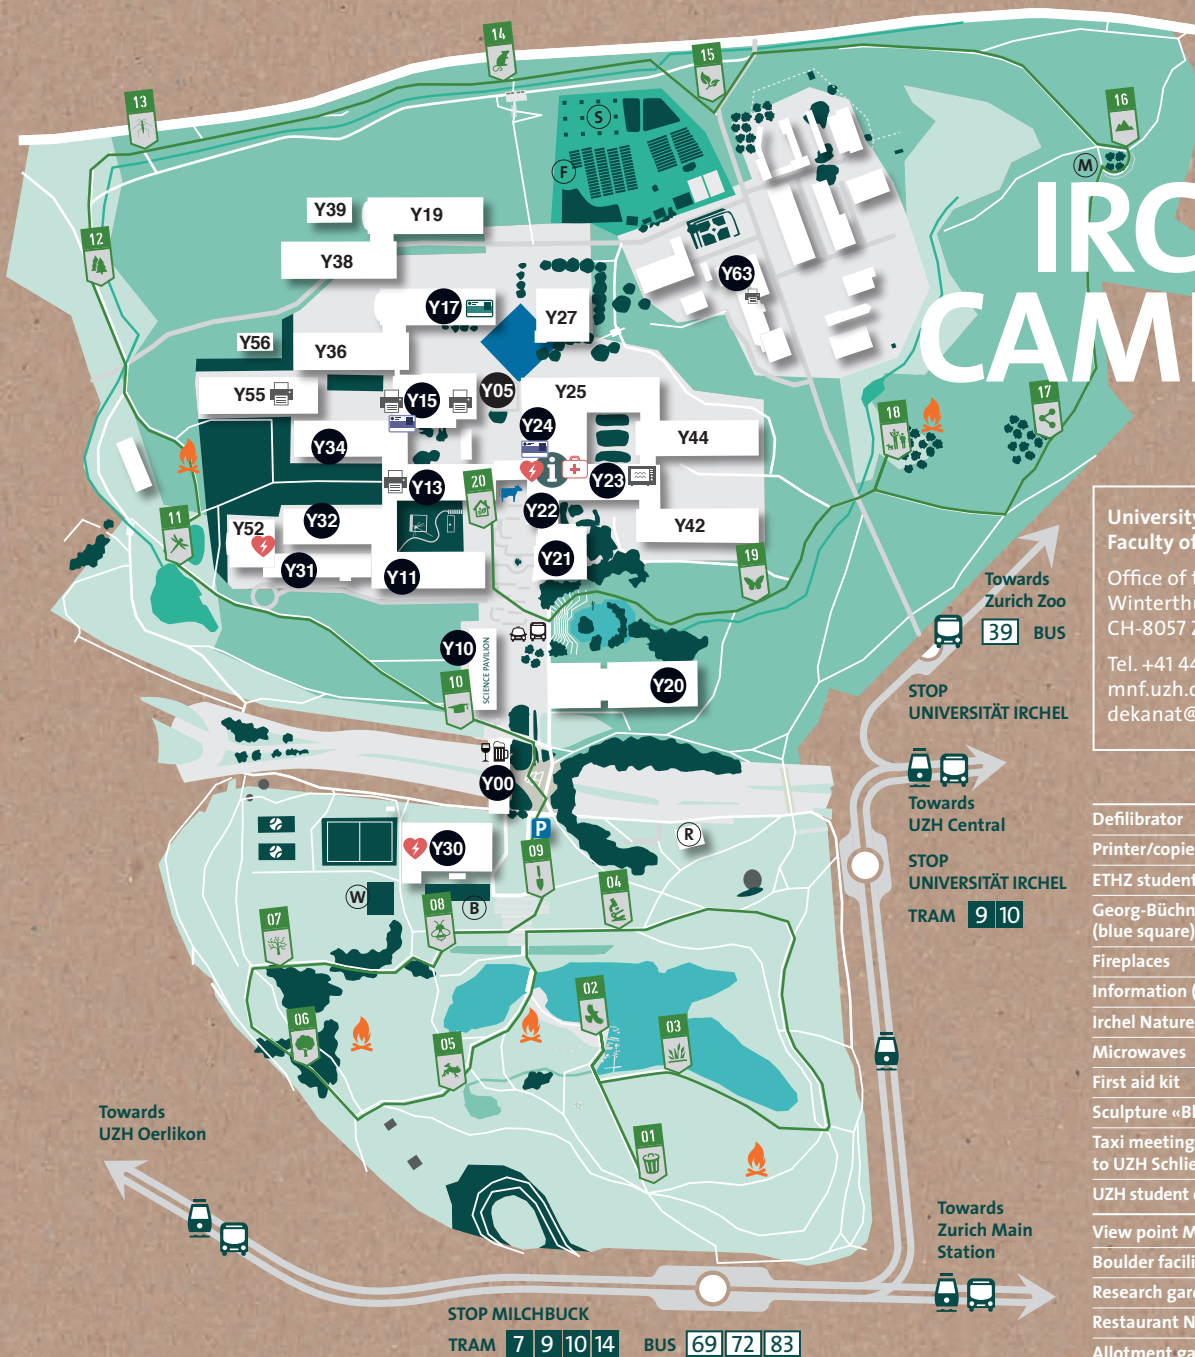 14
15
13
16
S
F
M
IRC
CAM
12
Y39
Y19
Y38
Y63
Y17
Y27
Y56
Y36
Y55
Y15
Y05
Y25
17
18
Y24
Y34
Y44
i
Y13
20
Y23
Y22
11
Y52
Y32
Y42
Y21
Y31
Y11
19
University
Faculty of
Office of t
Winterth
CH-8057 Z
Tel. +41 44
mnf.uzh.c
dekanat@
Towards
Zurich Zoo
39 BUS
Y10
SCIENCE PAVILION
10
Y20
STOP
UNIVERSITÄT IRCHEL
Y00
Towards
UZH Central
P
R
Y30
09
STOP
UNIVERSITÄT IRCHEL
TRAM 9 10
04
W
08
B
07
02
06
03
05
01
Defilibrator
Printer/copie
ETHZ student
Georg-Büchn
(blue square)
Fireplaces
Information (
Irchel Nature
Microwaves
First aid kit
Sculpture «Bl
Taxi meeting
to UZH Schlie
UZH student
View point M
Boulder facili
Research gar
Restaurant N
Allotment ga
Towards
UZH Oerlikon
Towards
Zurich Main
Station
STOP MILCHBUCK
TRAM 7 9 10 14 BUS 69 72 83